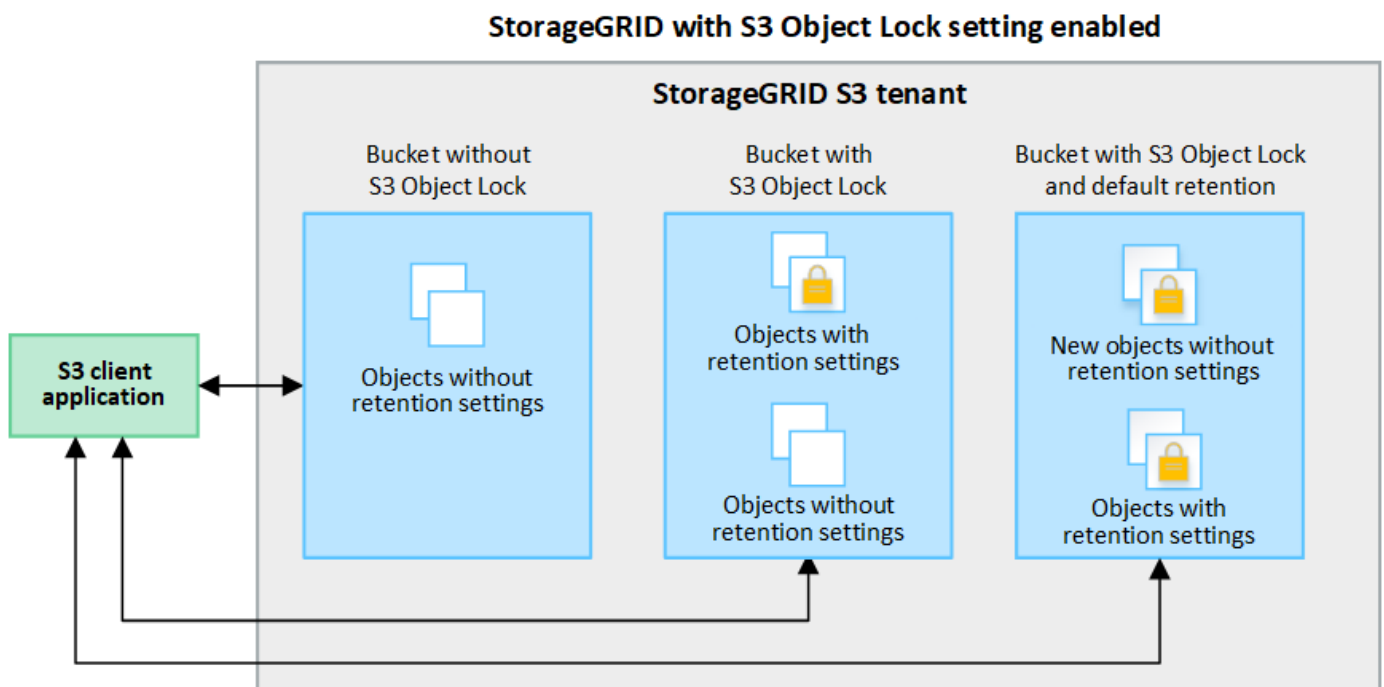 StorageGRID with S3 Object Lock setting enabled
StorageGRID S3 tenant
Bucket without
S3 Object Lock
Objects without
retention settings
Bucket with
S3 Object Lock
Objects with
retention settings
Objects without
retention settings
Bucket with S3 Object Lock
and default retention
New objects without
retention settings
Objects with
retention settings
S3 client
application